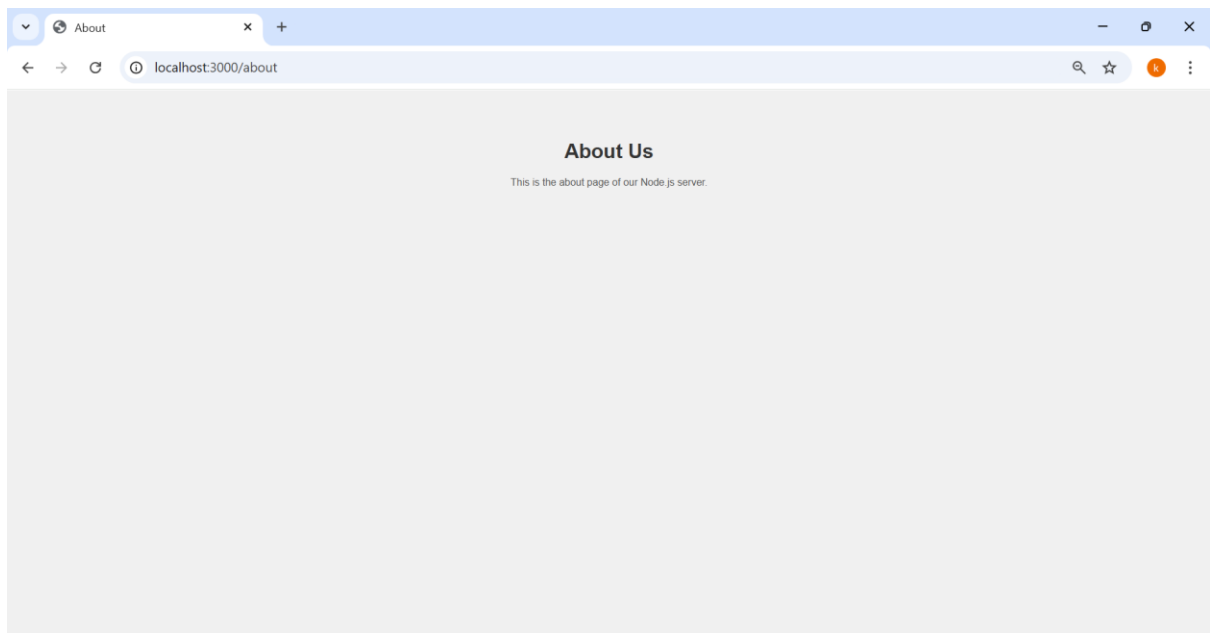 About
localhost:3000/about
k
About Us
This is the about page of our Node.js server.